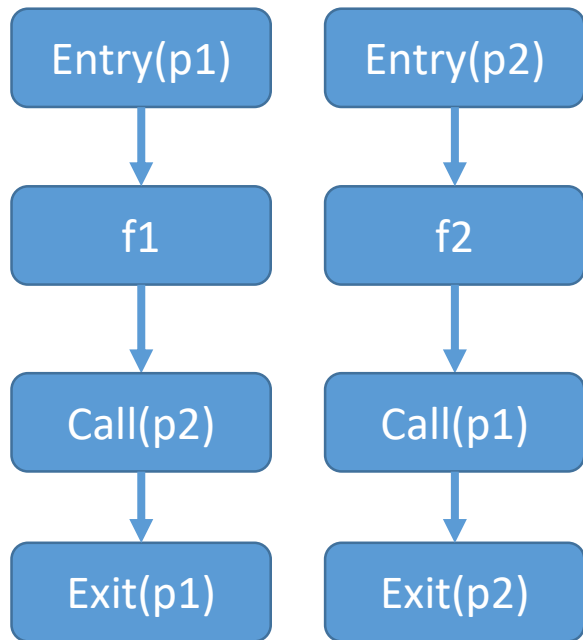 Entry(p1)
f1
Call(p2)
Exit(p1)
Entry(p2)
f2
Call(p1)
Exit(p2)